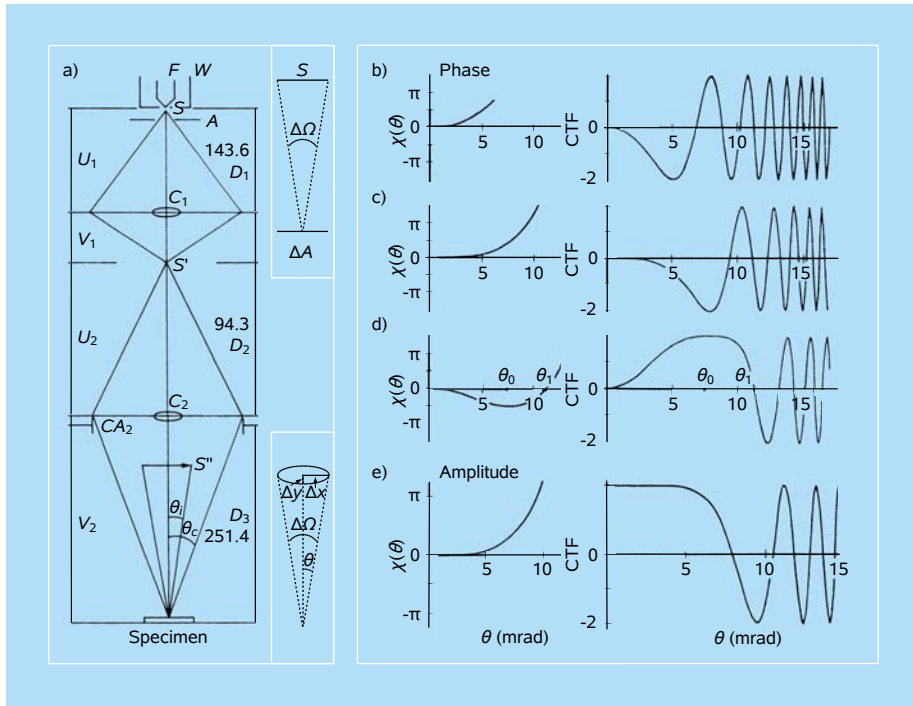 a)
F W
S
A
U1
143.6
D1
C1
V1
S'
U2
94.3
D2
C2
CA2
S"
θi
θc
V2
D3
251.4
Specimen
S
ΔΩ
ΔA
Δy Δx
ΔΩ
θ
b) Phase
χ(θ)
π
0
-π
5 10
CTF
0
-2
5 10 15
c)
χ(θ)
π
0
-π
5 10
CTF
0
-2
5 10 15
d)
χ(θ)
π
0
-π
θ0 θ1
5 10
CTF
0
-2
θ0 θ1
5 10 15
e) Amplitude
χ(θ)
π
0
-π
5 10
θ (mrad)
CTF
0
-2
5 10 15
θ (mrad)